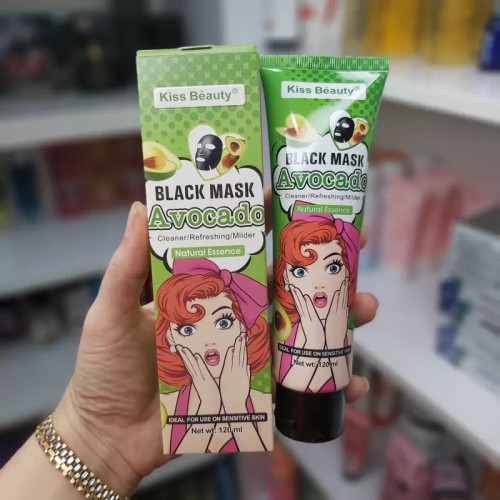 Kiss Bèauty®
BLACK MASK
Avocado
Cleaner/Refreshing/Milder
Natural Essence
IDEAL FOR USE ON SENSITIVE SKIN
Net wt: 120 ml
Kiss Bèauty®
BLACK MASK
Avocado
Cleaner/Refreshing/Milder
Natural Essence
IDEAL FOR USE ON SENSITIVE SKIN
Net wt: 120 ml